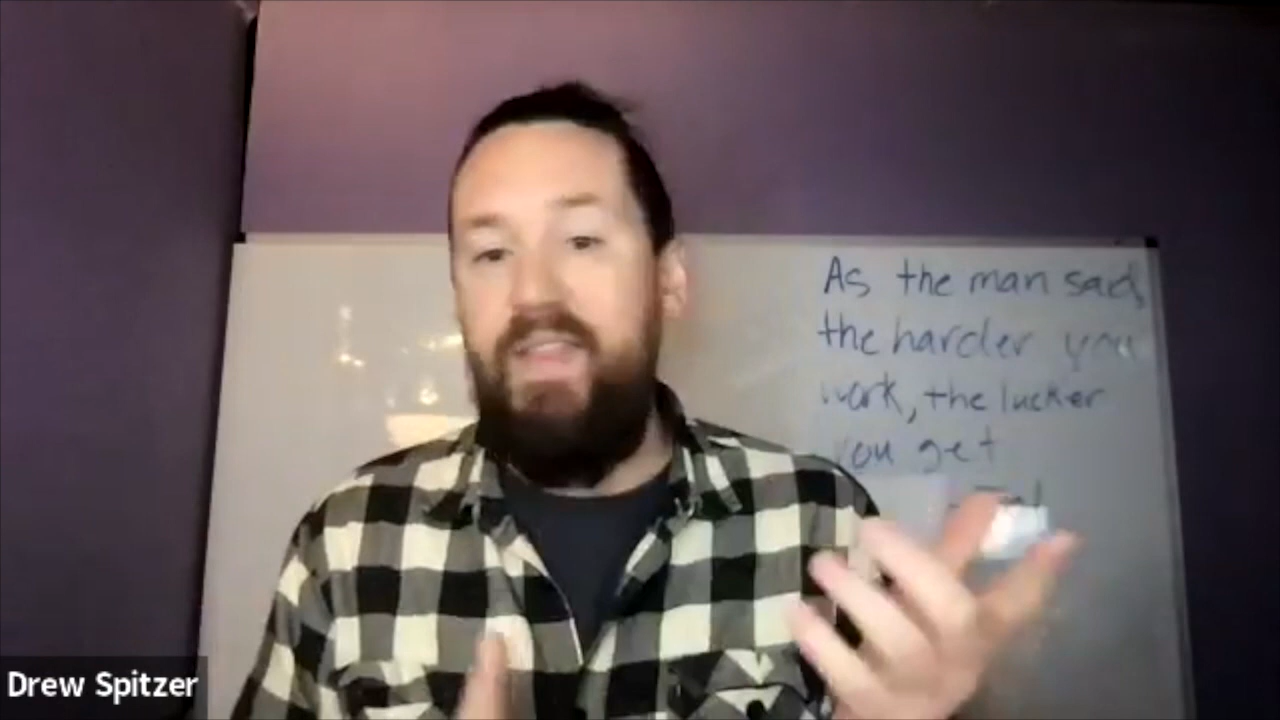 As the man said,
the harder you
work, the lucker
you get
Drew Spitzer